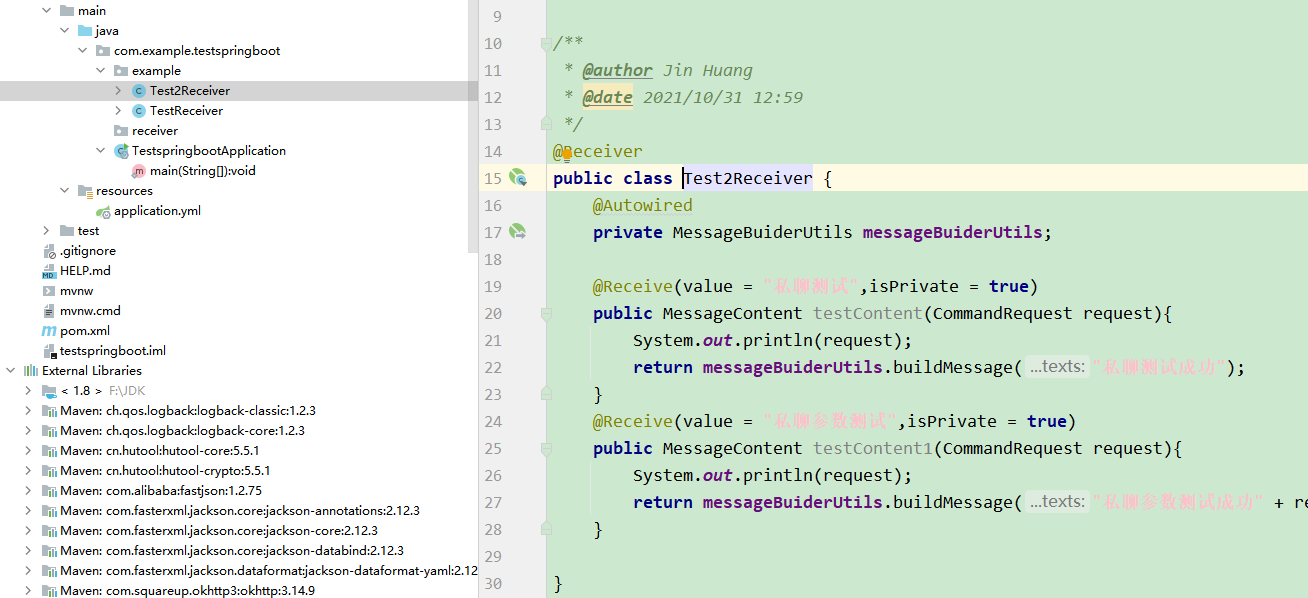 main
java
com.example.testspringboot
example
Test2Receiver
TestReceiver
receiver
TestspringbootApplication
main(String[]):void
resources
application.yml
test
.gitignore
HELP.md
mvnw
mvnw.cmd
pom.xml
testspringboot.iml
External Libraries
< 1.8 > F:\JDK
Maven: ch.qos.logback:logback-classic:1.2.3
Maven: ch.qos.logback:logback-core:1.2.3
Maven: cn.hutool:hutool-core:5.5.1
Maven: cn.hutool:hutool-crypto:5.5.1
Maven: com.alibaba:fastjson:1.2.75
Maven: com.fasterxml.jackson.core:jackson-annotations:2.12.3
Maven: com.fasterxml.jackson.core:jackson-core:2.12.3
Maven: com.fasterxml.jackson.core:jackson-databind:2.12.3
Maven: com.fasterxml.jackson.dataformat:jackson-dataformat-yaml:2.12
Maven: com.squareup.okhttp3:okhttp:3.14.9
9
10 /**
11 * @author Jin Huang
12 * @date 2021/10/31 12:59
13 */
14 @Receiver
15 public class Test2Receiver {
16 @Autowired
17 private MessageBuiderUtils messageBuiderUtils;
18
19 @Receive(value = "私聊测试",isPrivate = true)
20 public MessageContent testContent(CommandRequest request){
21 System.out.println(request);
22 return messageBuiderUtils.buildMessage( ...texts: "私聊测试成功");
23 }
24 @Receive(value = "私聊参数测试",isPrivate = true)
25 public MessageContent testContent1(CommandRequest request){
26 System.out.println(request);
27 return messageBuiderUtils.buildMessage( ...texts: "私聊参数测试成功" + re
28 }
29
30 }